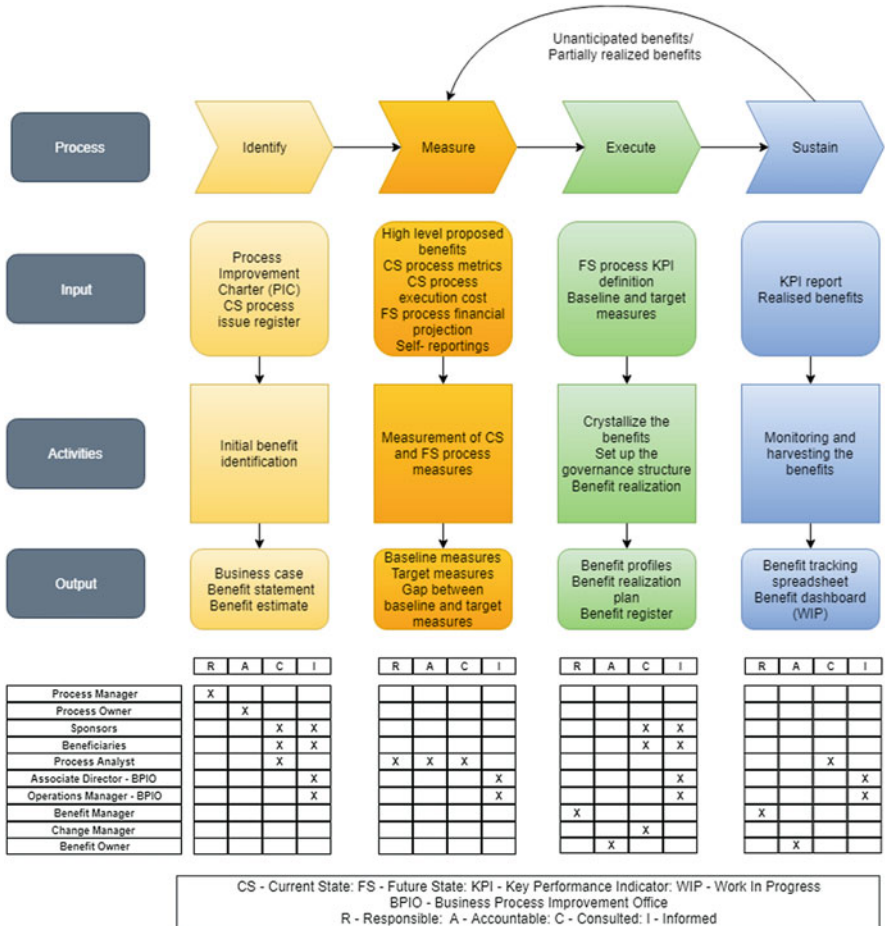 Unanticipated benefits/
Partially realized benefits
Process
Identify
Measure
Execute
Sustain
Input
Process
Improvement
Charter (PIC)
CS process
issue register
High level proposed
benefits
CS process metrics
CS process
execution cost
FS process financial
projection
Self- reportings
FS process KPI
definition
Baseline and target
measures
KPI report
Realised benefits
Activities
Initial benefit
identification
Measurement of CS
and FS process
measures
Crystallize the
benefits
Set up the
governance structure
Benefit realization
Monitoring and
harvesting the
benefits
Output
Business case
Benefit statement
Benefit estimate
Baseline measures
Target measures
Gap between
baseline and target
measures
Benefit profiles
Benefit realization
plan
Benefit register
Benefit tracking
spreadsheet
Benefit dashboard
(WIP)
R A C I R A C I R A C I R A C I
Process Manager X
Process Owner X
Sponsors X X X X
Beneficiaries X X X X
Process Analyst X X X X X
Associate Director - BPIO X X X X
Operations Manager - BPIO X X X X
Benefit Manager X X
Change Manager X
Benefit Owner X X
CS - Current State: FS - Future State: KPI - Key Performance Indicator: WIP - Work In Progress
BPIO - Business Process Improvement Office
R - Responsible: A - Accountable: C - Consulted: I - Informed